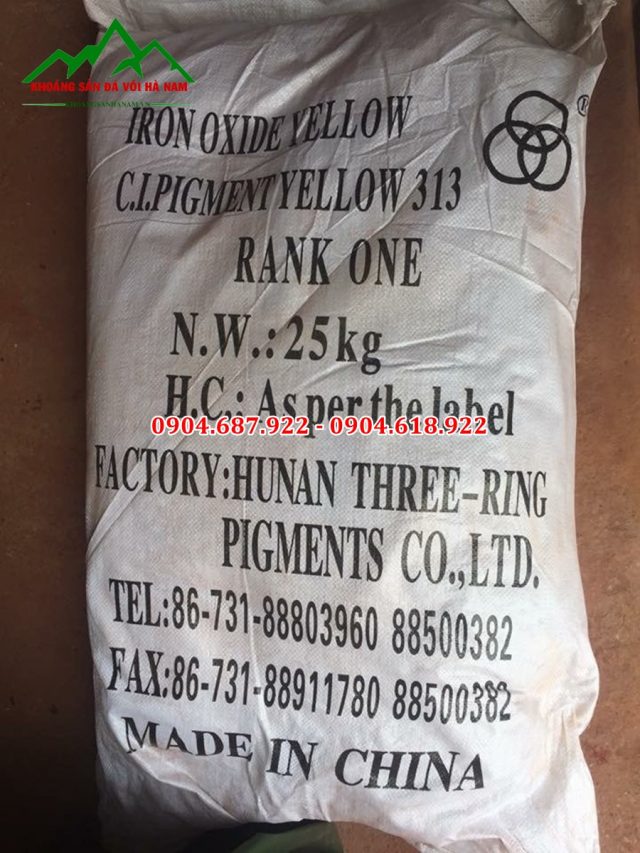 KHOÁNG SẢN ĐÁ VÔI HÀ NAM
IRON OXIDE YELLOW
®
C.I.PIGMENT YELLOW 313
RANK ONE
N.W.:25kg
H.C.: As per the label
0904.687.922 - 0904.618.922
FACTORY:HUNAN THREE-RING
PIGMENTS CO.,LTD.
TEL:86-731-88803960 88500382
FAX:86-731-88911780 88500382
MADE IN CHINA